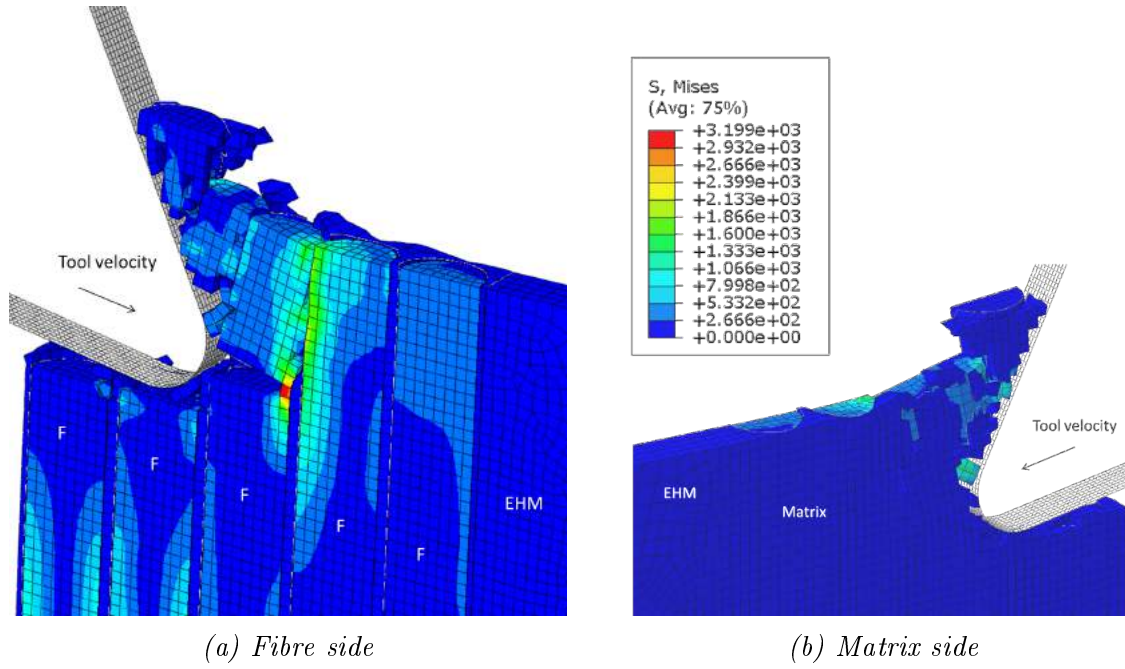 Tool velocity
F
F
F
F
F
EHM
(a) Fibre side
S, Mises
(Avg: 75%)
+3.199e+03
+2.932e+03
+2.666e+03
+2.399e+03
+2.133e+03
+1.866e+03
+1.600e+03
+1.333e+03
+1.066e+03
+7.998e+02
+5.332e+02
+2.666e+02
+0.000e+00
Tool velocity
EHM
Matrix
(b) Matrix side